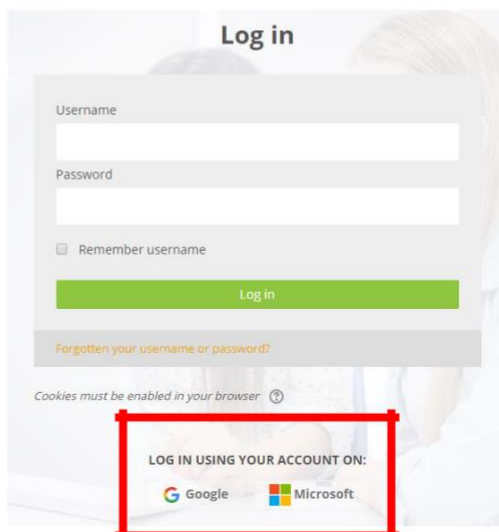 Log in
Username
Password
Remember username
Log in
Forgotten your username or password?
Cookies must be enabled in your browser ?
LOG IN USING YOUR ACCOUNT ON:
Google Microsoft